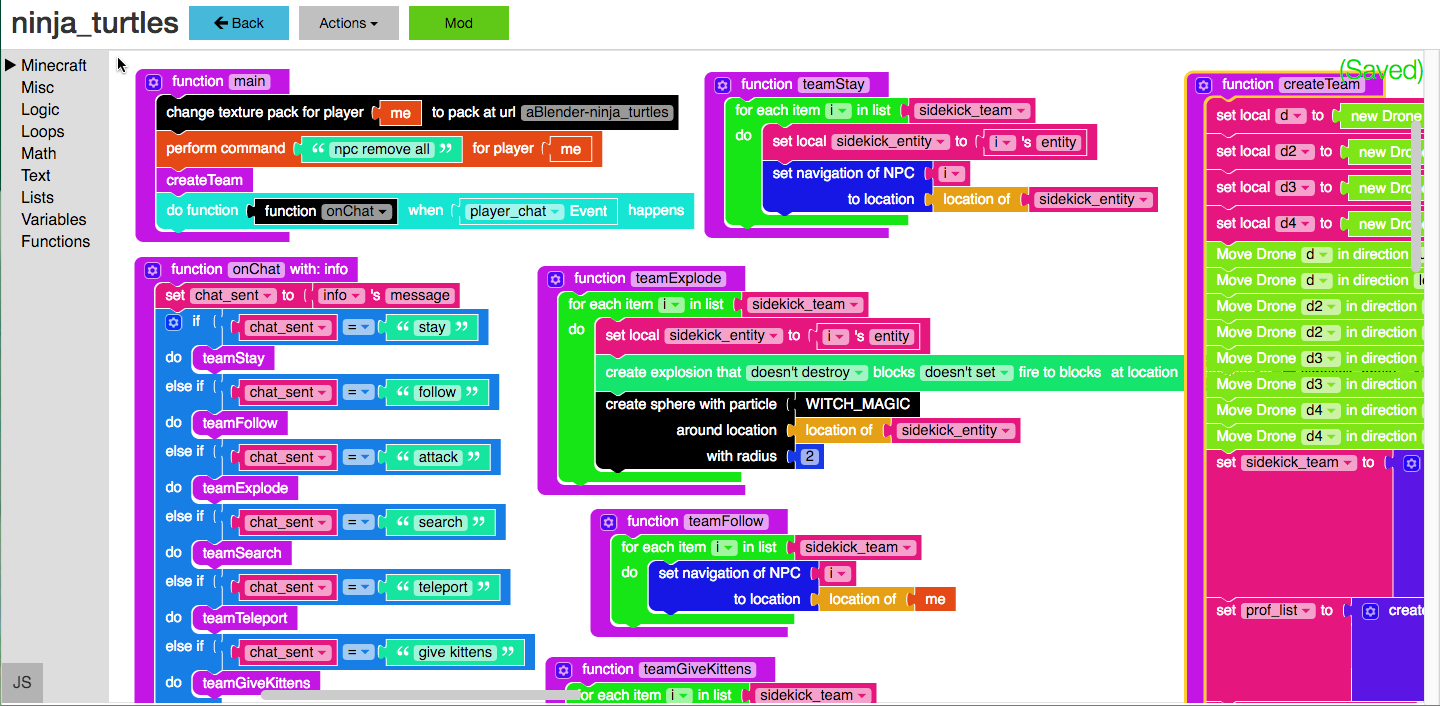 ninja_turtles
Back
Actions
Mod
(Saved)
Minecraft
Misc
Logic
Loops
Math
Text
Lists
Variables
Functions
JS
function main
change texture pack for player me to pack at url aBlender-ninja_turtles
perform command “ npc remove all ” for player me
createTeam
do function function onChat when player_chat Event happens
function onChat with: info
set chat_sent to info 's message
if chat_sent = “ stay ”
do teamStay
else if chat_sent = “ follow ”
do teamFollow
else if chat_sent = “ attack ”
do teamExplode
else if chat_sent = “ search ”
do teamSearch
else if chat_sent = “ teleport ”
do teamTeleport
else if chat_sent = “ give kittens ”
do teamGiveKittens
function teamStay
for each item i in list sidekick_team
do set local sidekick_entity to i 's entity
set navigation of NPC i
to location location of sidekick_entity
function teamExplode
for each item i in list sidekick_team
do set local sidekick_entity to i 's entity
create explosion that doesn't destroy blocks doesn't set fire to blocks at location
create sphere with particle WITCH_MAGIC
around location location of sidekick_entity
with radius 2
function teamFollow
for each item i in list sidekick_team
do set navigation of NPC i
to location location of me
function teamGiveKittens
for each item i in list sidekick_team
function createTeam
set local d to new Drone
set local d2 to new
set local d3 to new
set local d4 to new
Move Drone d in direction
Move Drone d in direction
Move Drone d2 in direction
Move Drone d2 in direction
Move Drone d3 in direction
Move Drone d3 in direction
Move Drone d4 in direction
Move Drone d4 in direction
set sidekick_team to
set prof_list to